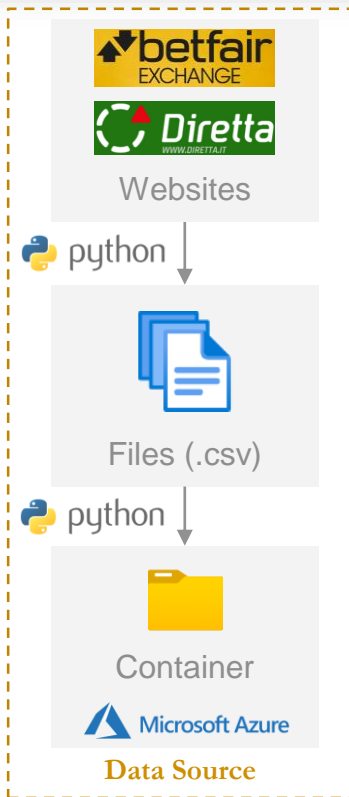 betfair
EXCHANGE
Diretta
WWW.DIRETTA.IT
Websites
python
Files (.csv)
python
Container
Microsoft Azure
Data Source